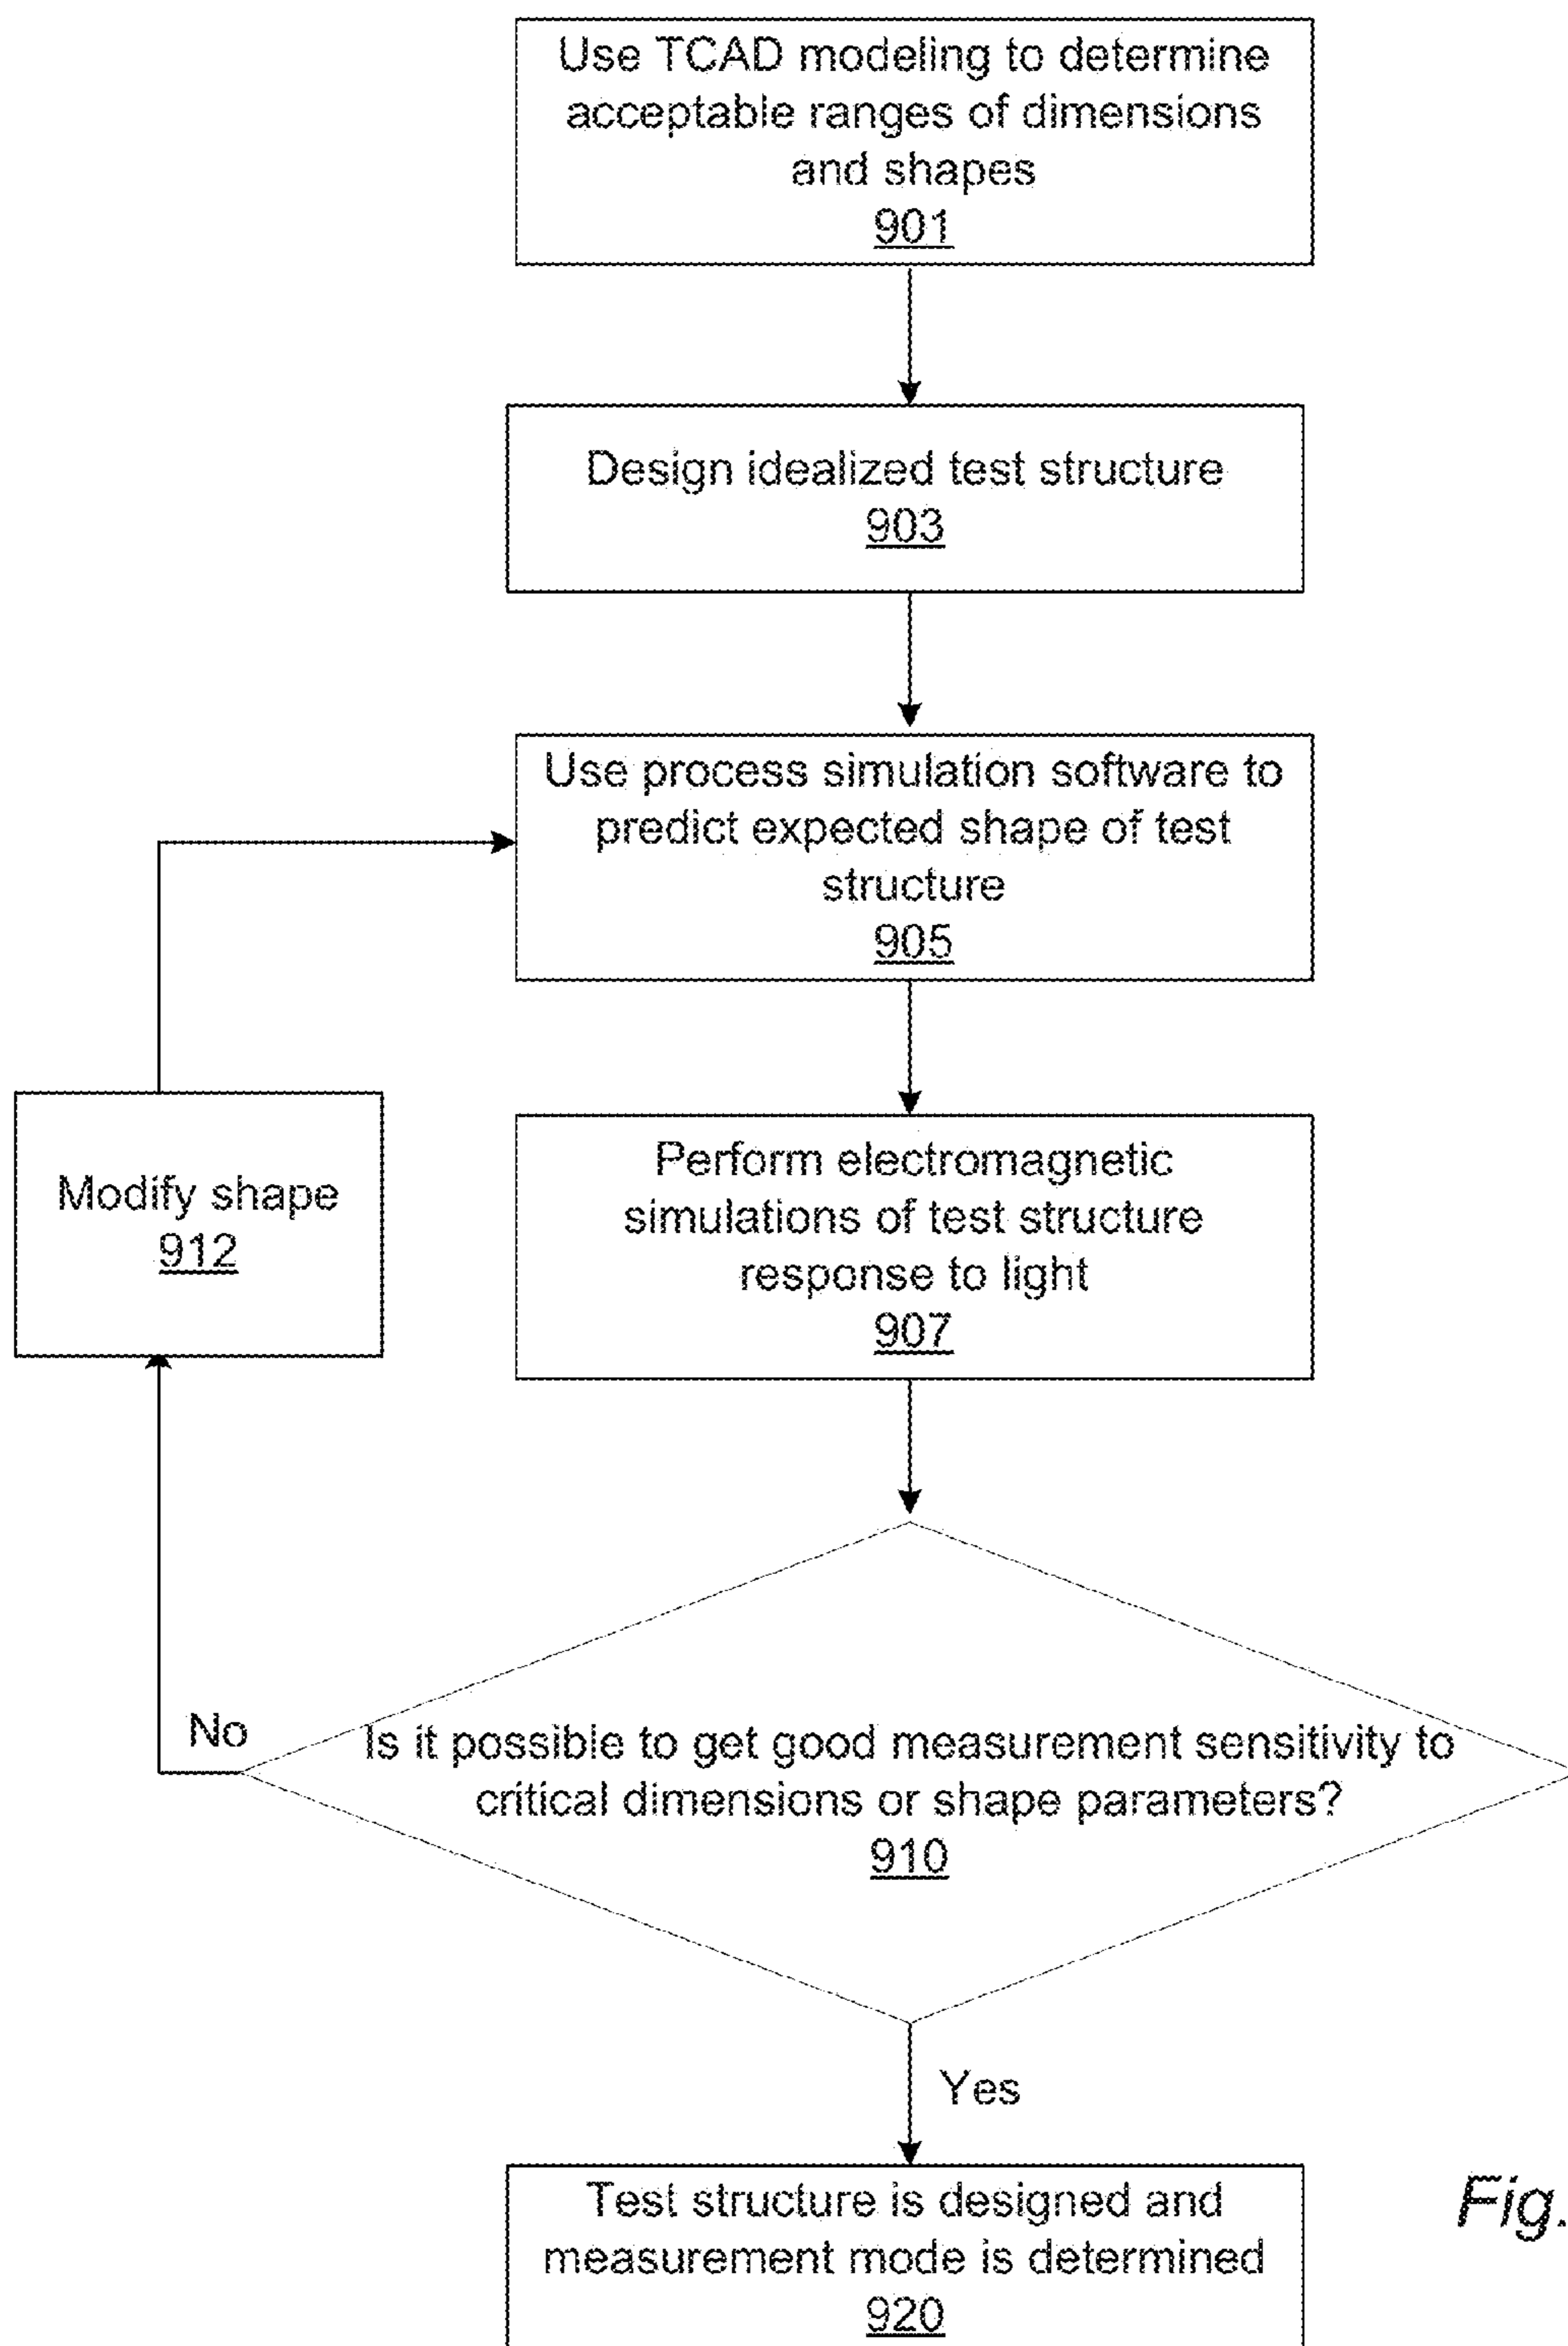 Use TCAD modeling to determine
acceptable ranges of dimensions
and shapes
901
Design idealized test structure
903
Use process simulation software to
predict expected shape of test
structure
905
Modify shape
912
Perform electromagnetic
simulations of test structure
response to light
907
No
Is it possible to get good measurement sensitivity to
critical dimensions or shape parameters?
910
Yes
Test structure is designed and
measurement mode is determined
920
Fig.